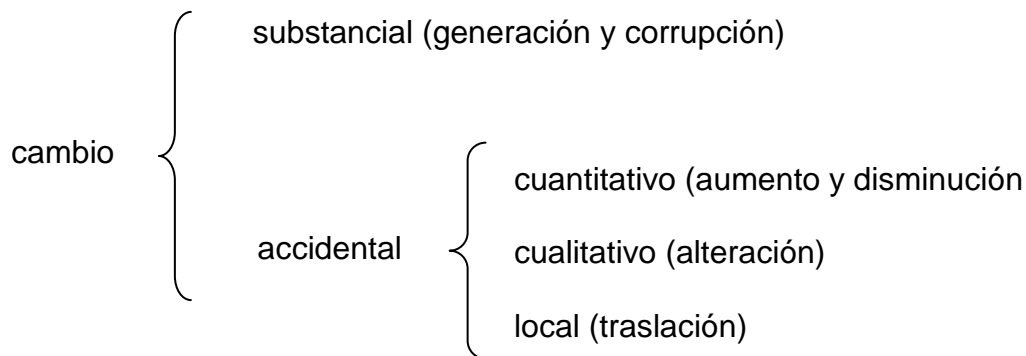 substancial (generación y corrupción)
cambio
accidental
cuantitativo (aumento y disminución
cualitativo (alteración)
local (traslación)